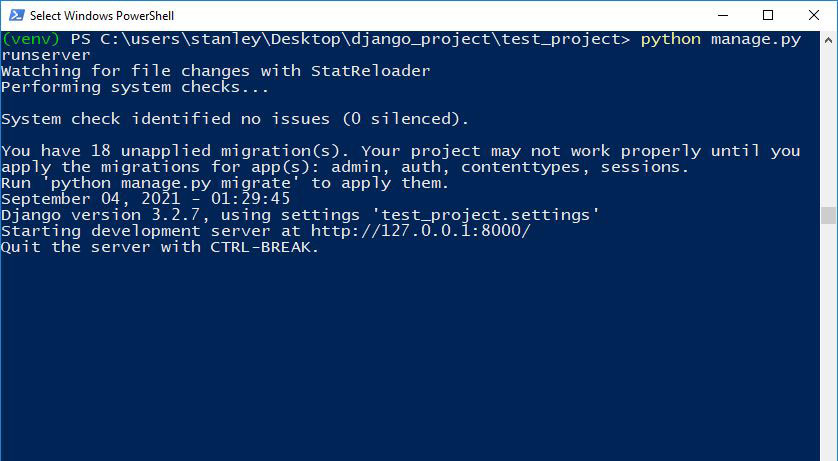 Select Windows PowerShell
(venv) PS C:\users\stanley\Desktop\django_project\test_project> python manage.py
runserver
Watching for file changes with StatReloader
Performing system checks...
System check identified no issues (0 silenced).
You have 18 unapplied migration(s). Your project may not work properly until you
apply the migrations for app(s): admin, auth, contenttypes, sessions.
Run 'python manage.py migrate' to apply them.
September 04, 2021 - 01:29:45
Django version 3.2.7, using settings 'test_project.settings'
Starting development server at http://127.0.0.1:8000/
Quit the server with CTRL-BREAK.